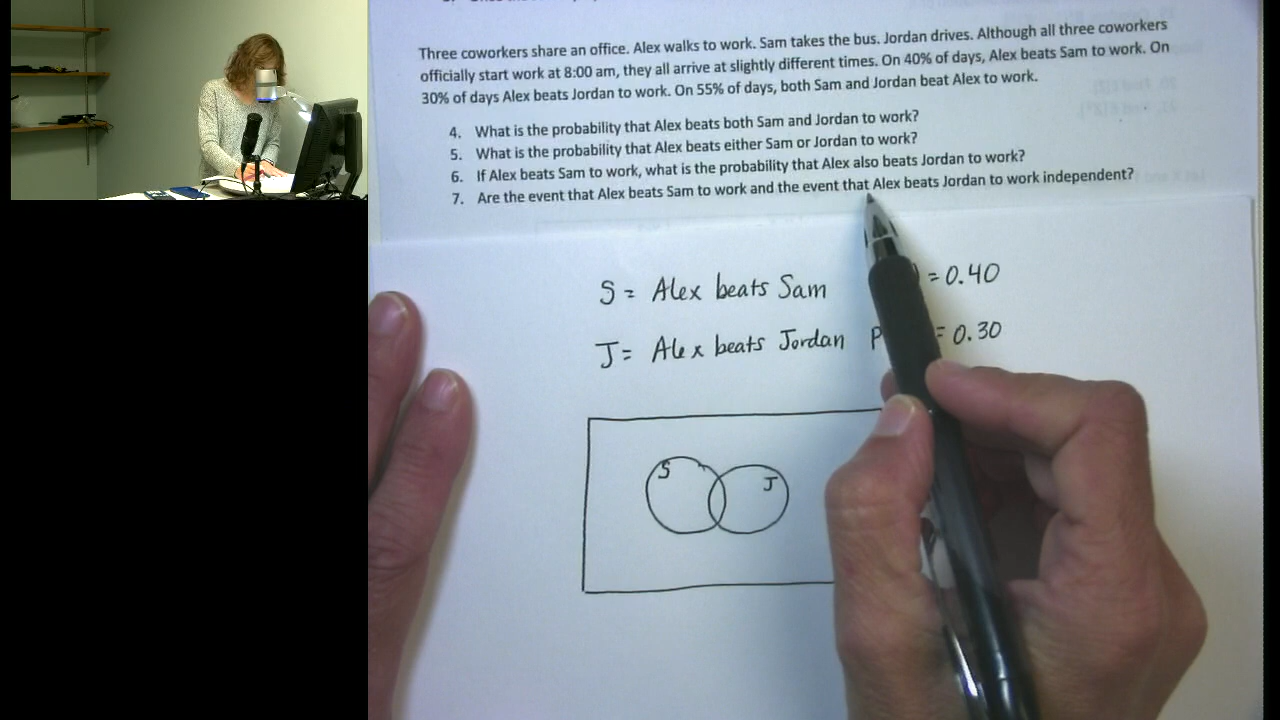 Three coworkers share an office. Alex walks to work. Sam takes the bus. Jordan drives. Although all three coworkers
officially start work at 8:00 am, they all arrive at slightly different times. On 40% of days, Alex beats Sam to work. On
30% of days Alex beats Jordan to work. On 55% of days, both Sam and Jordan beat Alex to work.
4. What is the probability that Alex beats both Sam and Jordan to work?
5. What is the probability that Alex beats either Sam or Jordan to work?
6. If Alex beats Sam to work, what is the probability that Alex also beats Jordan to work?
7. Are the event that Alex beats Sam to work and the event that Alex beats Jordan to work independent?
S = Alex beats Sam ) = 0.40
J = Alex beats Jordan P = 0.30
S J